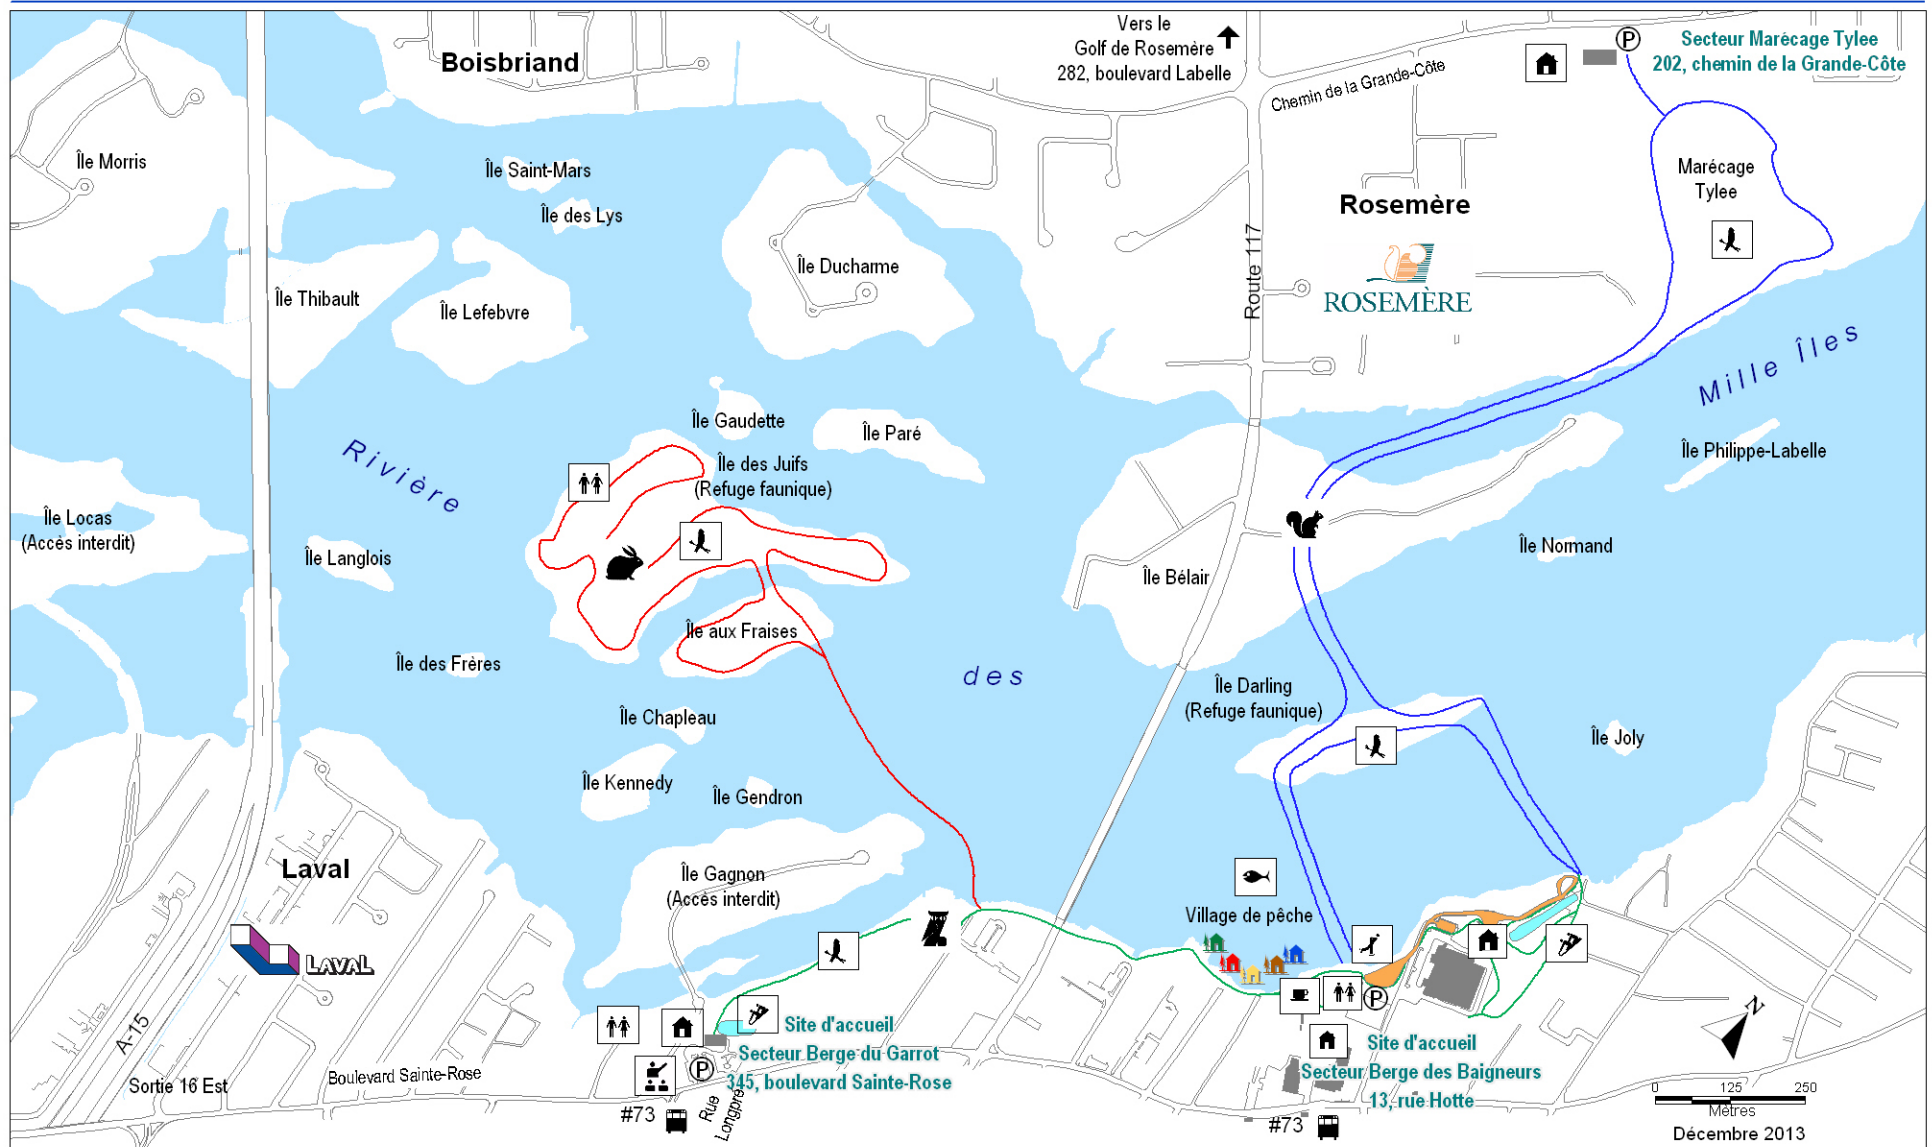 Vers le
Golf de Rosemère
282, boulevard Labelle
Boisbriand
P
Secteur Marécage Tylee
202, chemin de la Grande-Côte
Chemin de la Grande-Côte
Île Morris
Île Saint-Mars
Île des Lys
Marécage
Tylee
Rosemère
ROSEMÈRE
Route 117
Île Ducharme
Île Thibault
Île Lefebvre
Mille Îles
Île Gaudette
Île Paré
Île Philippe-Labelle
Rivière
Île des Juifs
(Refuge faunique)
Île Locas
(Accès interdit)
Île Langlois
Île Normand
Île Bélair
Île aux Fraises
Île des Frères
des
Île Darling
(Refuge faunique)
Île Chapleau
Île Joly
Île Kennedy
Île Gendron
Laval
Île Gagnon
(Accès interdit)
Village de pêche
LAVAL
P
N
A-15
Sortie 16 Est
Boulevard Sainte-Rose
Site d'accueil
Secteur Berge du Garrot
345, boulevard Sainte-Rose
P
Rue
Longpré
#73
Site d'accueil
Secteur Berge des Baigneurs
13, rue Hotte
#73
0 125 250
Mètres
Décembre 2013